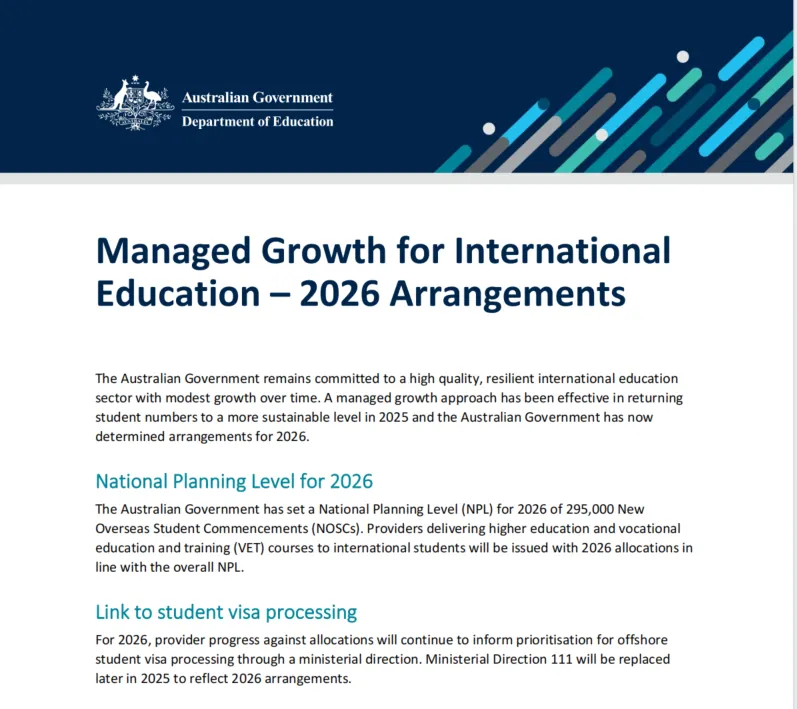 Australian Government
Department of Education
Managed Growth for International
Education – 2026 Arrangements
The Australian Government remains committed to a high quality, resilient international education
sector with modest growth over time. A managed growth approach has been effective in returning
student numbers to a more sustainable level in 2025 and the Australian Government has now
determined arrangements for 2026.
National Planning Level for 2026
The Australian Government has set a National Planning Level (NPL) for 2026 of 295,000 New
Overseas Student Commencements (NOSCs). Providers delivering higher education and vocational
education and training (VET) courses to international students will be issued with 2026 allocations in
line with the overall NPL.
Link to student visa processing
For 2026, provider progress against allocations will continue to inform prioritisation for offshore
student visa processing through a ministerial direction. Ministerial Direction 111 will be replaced
later in 2025 to reflect 2026 arrangements.